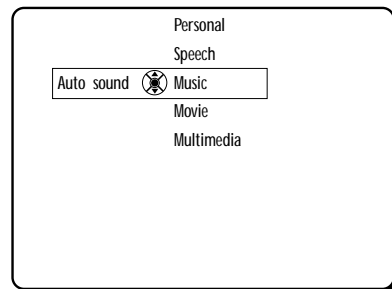 Personal
Speech
Auto sound Music
Movie
Multimedia